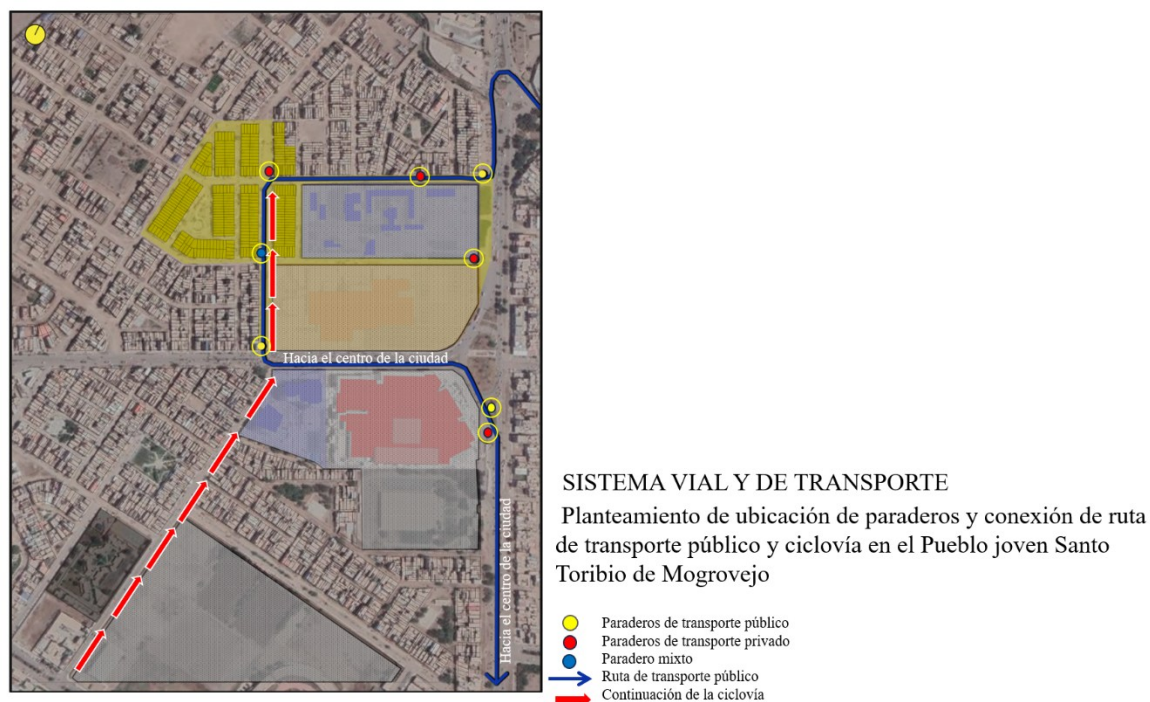 Hacia el centro de la ciudad
Hacia el centro de la ciudad
SISTEMA VIAL Y DE TRANSPORTE
Planteamiento de ubicación de paraderos y conexión de ruta
de transporte público y ciclovía en el Pueblo joven Santo
Toribio de Mogrovejo
Paraderos de transporte público
Paraderos de transporte privado
Paradero mixto
Ruta de transporte público
Continuación de la ciclovía